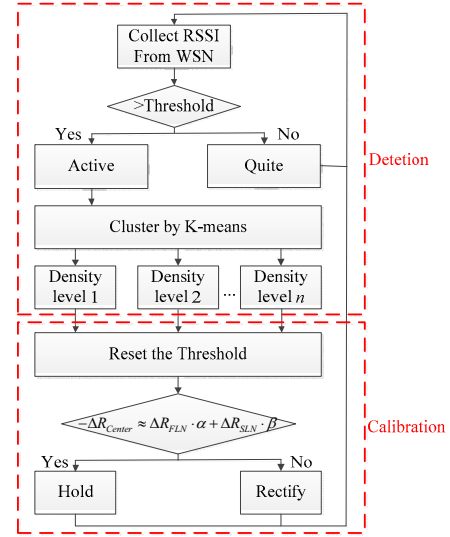 Collect RSSI
From WSN
>Threshold
Yes
No
Active
Quite
Detetion
Cluster by K-means
Density
level 1
Density
level 2
...
Density
level n
Reset the Threshold
−ΔR_Center ≈ ΔR_FLN · α + ΔR_SLN · β
Calibration
Yes
No
Hold
Rectify